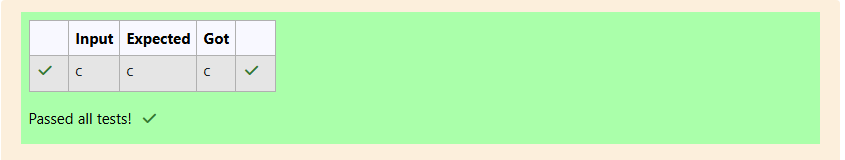 Input Expected Got
c c c
Passed all tests!